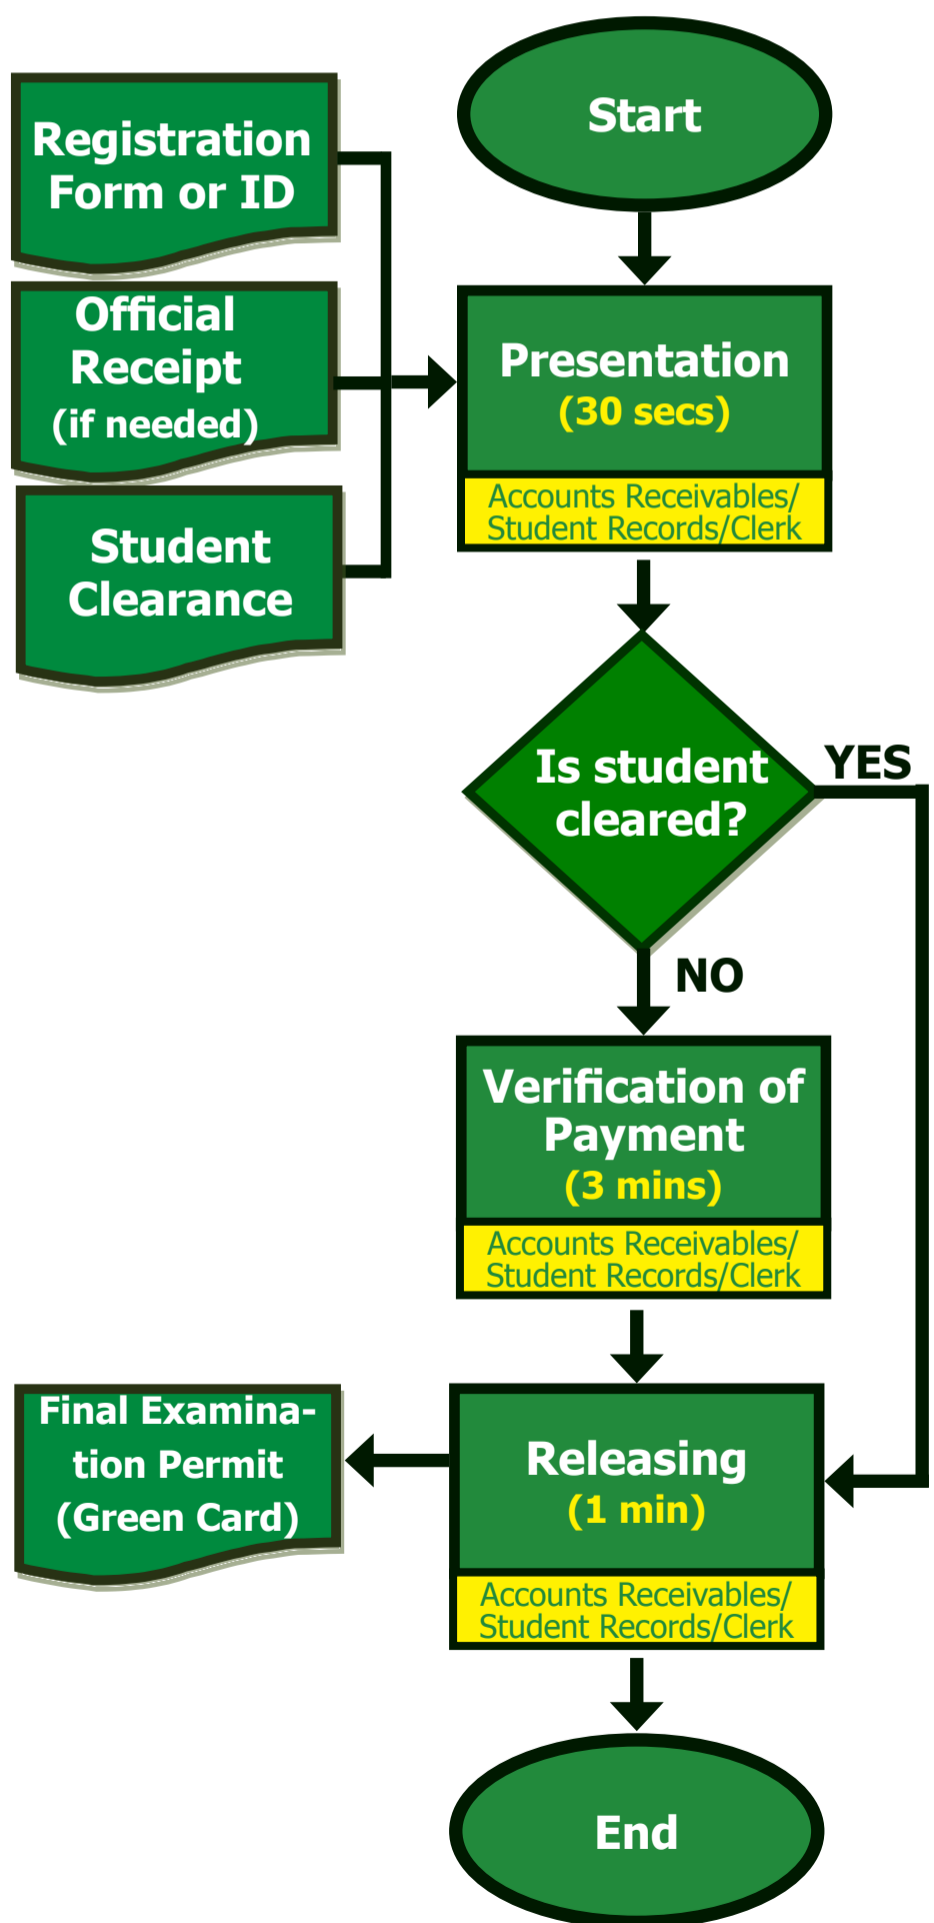 Start
Registration
Form or ID
Official
Receipt
(if needed)
Student
Clearance
Presentation
(30 secs)
Accounts Receivables/
Student Records/Clerk
Is student
cleared?
YES
NO
Verification of
Payment
(3 mins)
Accounts Receivables/
Student Records/Clerk
Final Examina-
tion Permit
(Green Card)
Releasing
(1 min)
Accounts Receivables/
Student Records/Clerk
End